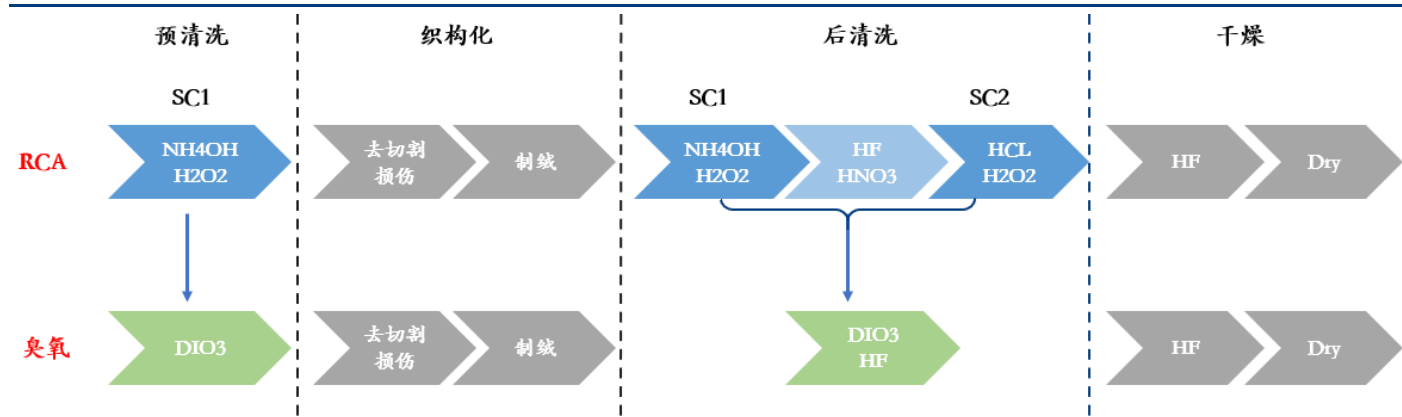 预清洗
织构化
后清洗
干燥
SC1
SC1
SC2
RCA
NH4OH
H2O2
去切割
损伤
制绒
NH4OH
H2O2
HF
HNO3
HCL
H2O2
HF
Dry
臭氧
DIO3
去切割
损伤
制绒
DIO3
HF
HF
Dry